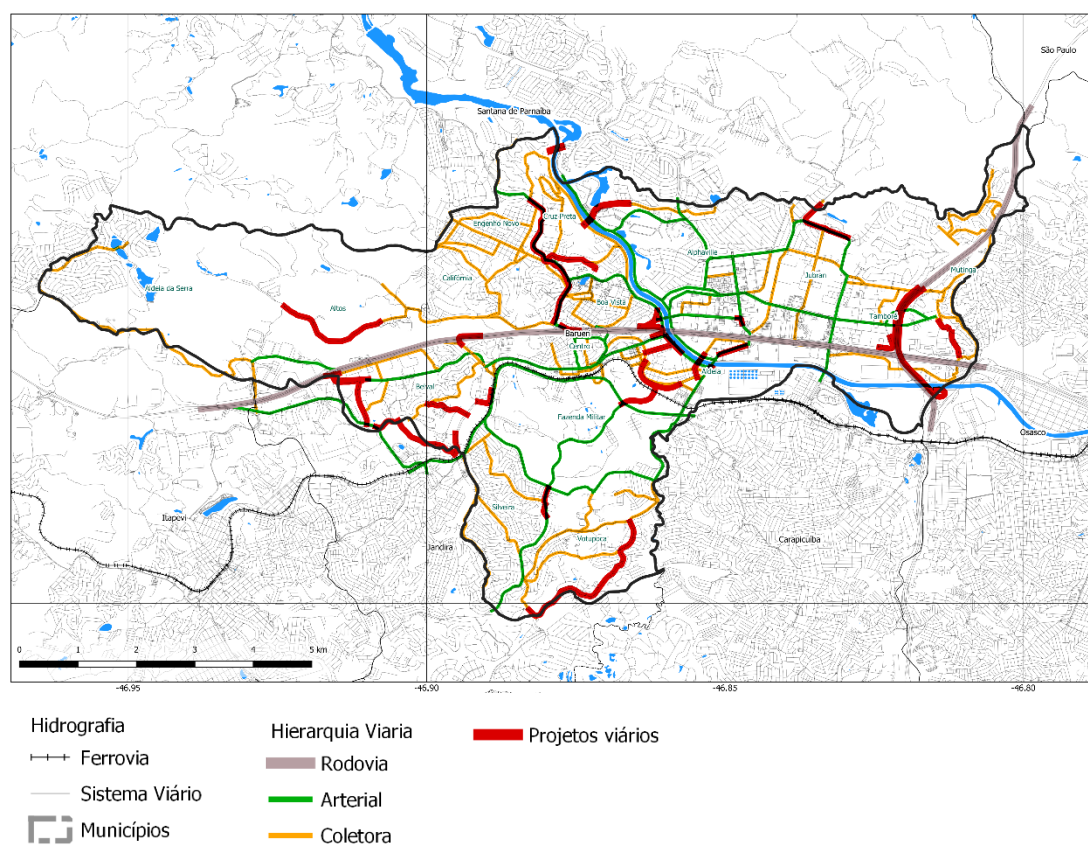 São Paulo
Santana de Parnaíba
Cruz Preta
Engenho Novo
Alphaville
Califórnia
Jubran
Mutinga
Aldeia da Serra
Altos
Boa Vista
Tamboré
Barueri
Centro
Aldeia
Belval
Fazenda Militar
Osasco
Silveira
Itapevi
Jandira
Votupoca
Carapicuíba
0 1 2 3 4 5 km
-46.95 -46.90 -46.85 -46.80
Hidrografia
Ferrovia
Sistema Viário
Municípios
Hierarquia Viaria
Rodovia
Arterial
Coletora
Projetos viários